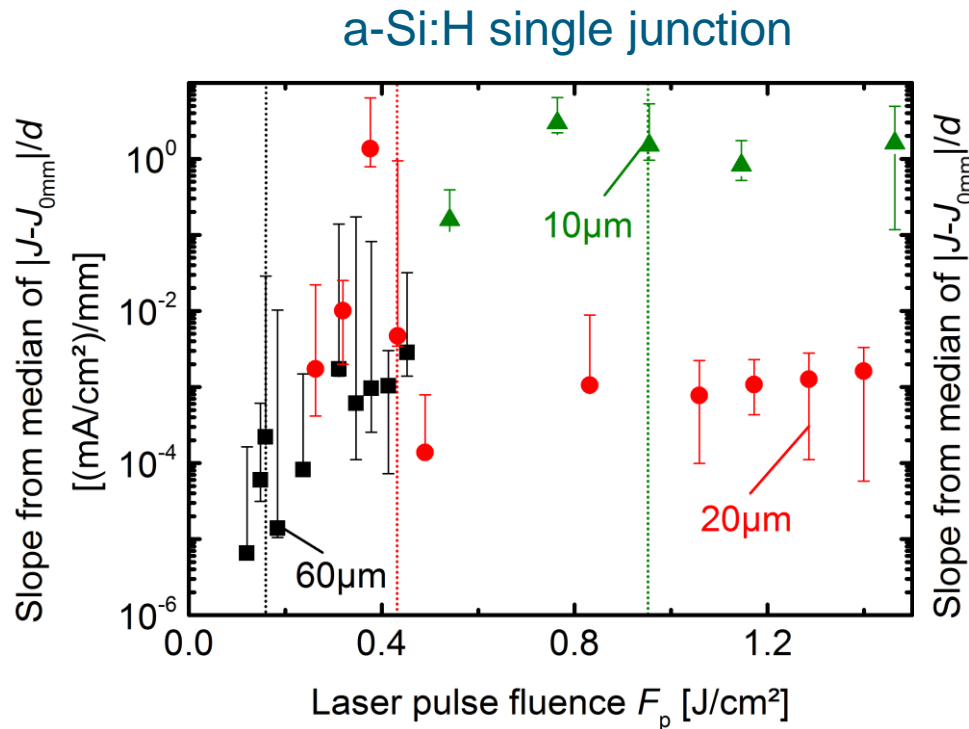 a-Si:H single junction
Slope from median of |J-J0mm|/d
[(mA/cm²)/mm]
10⁰
10⁻²
10⁻⁴
10⁻⁶
10µm
20µm
60µm
0.0 0.4 0.8 1.2
Laser pulse fluence Fp [J/cm²]
Slope from median of |J-J0mm|/d